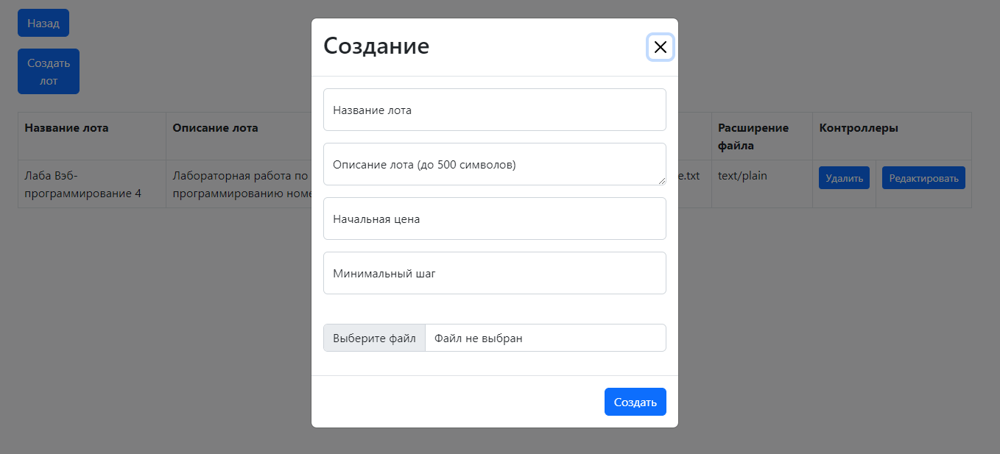 Назад
Создать
лот
Название лота
Описание лота
Расширение
файла
Контроллеры
Лаба Вэб-
программирование 4
Лабораторная работа по
программированию
e.txt
text/plain
Удалить
Редактировать
Создание
Название лота
Описание лота (до 500 символов)
Начальная цена
Минимальный шаг
Выберите файл
Файл не выбран
Создать